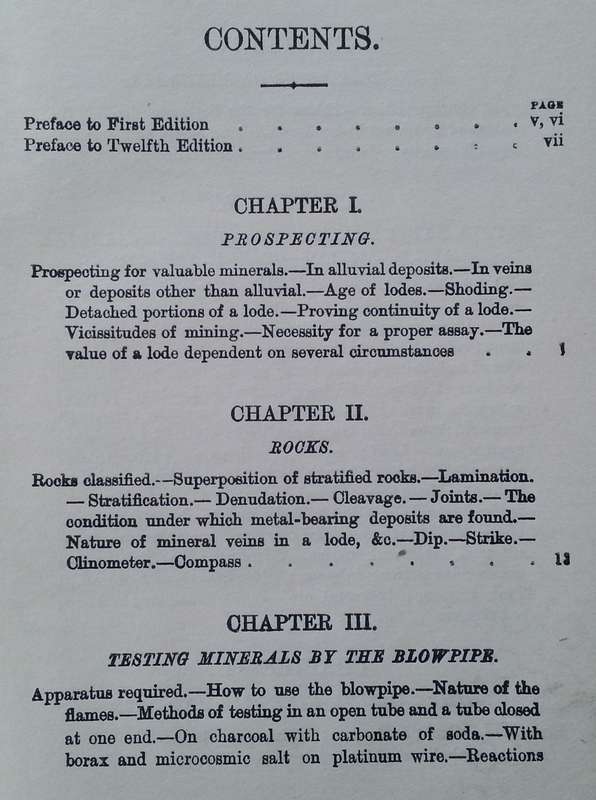 CONTENTS.
PAGE
Preface to First Edition . . . . . . . . v, vi
Preface to Twelfth Edition . . . . . . . . vii
CHAPTER I.
PROSPECTING.
Prospecting for valuable minerals.—In alluvial deposits.—In veins
or deposits other than alluvial.—Age of lodes.—Shoding.—
Detached portions of a lode.—Proving continuity of a lode.—
Vicissitudes of mining.—Necessity for a proper assay.—The
value of a lode dependent on several circumstances . . 1
CHAPTER II.
ROCKS.
Rocks classified.--Superposition of stratified rocks.—Lamination.
— Stratification.— Denudation.— Cleavage. — Joints.— The
condition under which metal-bearing deposits are found.—
Nature of mineral veins in a lode, &c.—Dip.—Strike.—
Clinometer.—Compass . . . . . . . . 13
CHAPTER III.
TESTING MINERALS BY THE BLOWPIPE.
Apparatus required.—How to use the blowpipe.—Nature of the
flames.—Methods of testing in an open tube and a tube closed
at one end.—On charcoal with carbonate of soda.—With
borax and microcosmic salt on platinum wire.—Reactions